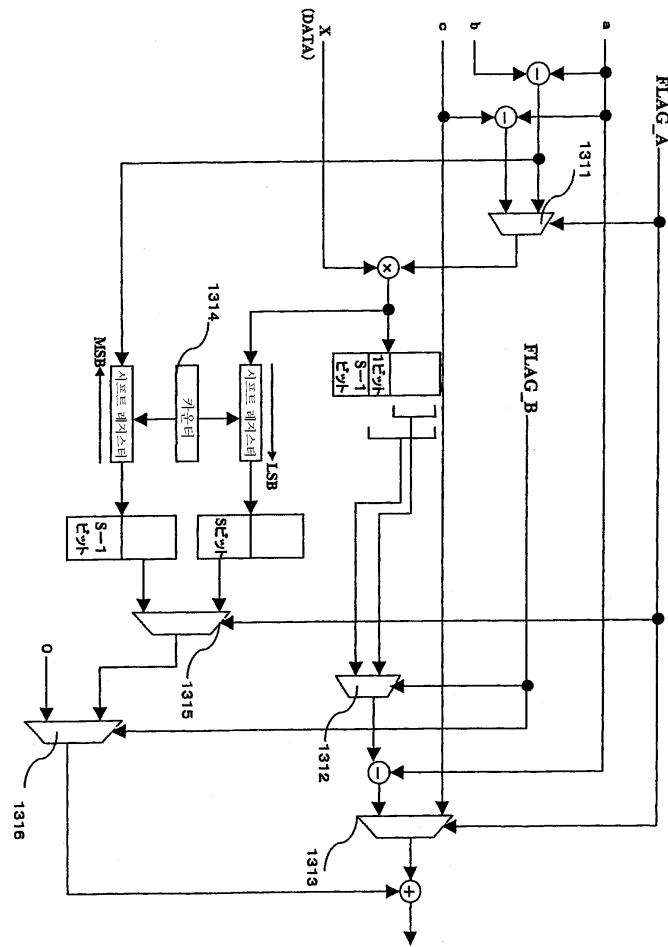 FLAG_A
a
1311
b
FLAG_B
c
1ビット
S−1
ビット
1312
1313
X
(DATA)
LSB
시프트 레지스터
Sビット
1314
카운터
1315
시프트 레지스터
MSB
S−1
ビット
0
1316